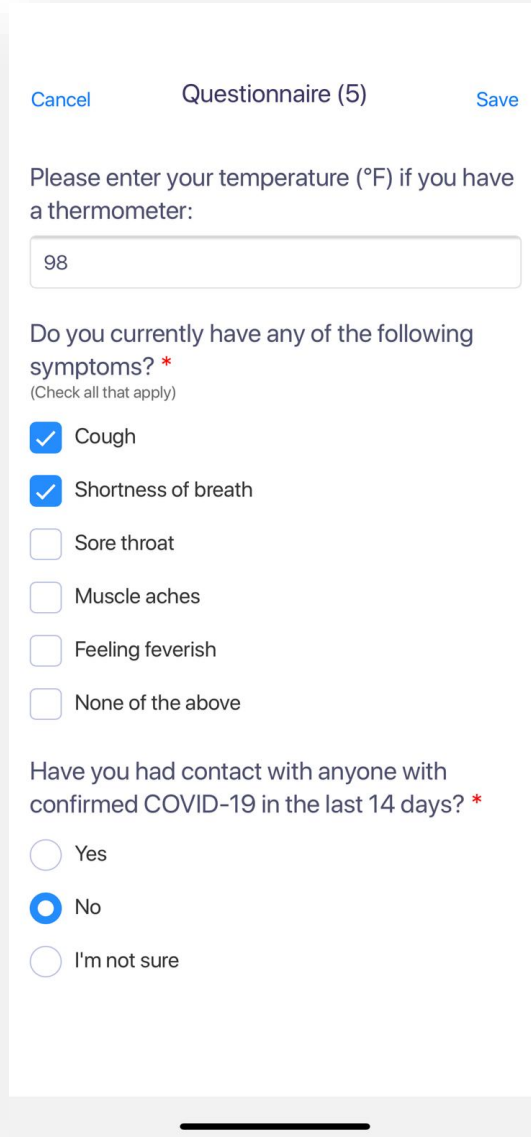 Cancel Questionnaire (5) Save
Please enter your temperature (°F) if you have
a thermometer:
98
Do you currently have any of the following
symptoms? *
(Check all that apply)
Cough
Shortness of breath
Sore throat
Muscle aches
Feeling feverish
None of the above
Have you had contact with anyone with
confirmed COVID-19 in the last 14 days? *
Yes
No
I'm not sure